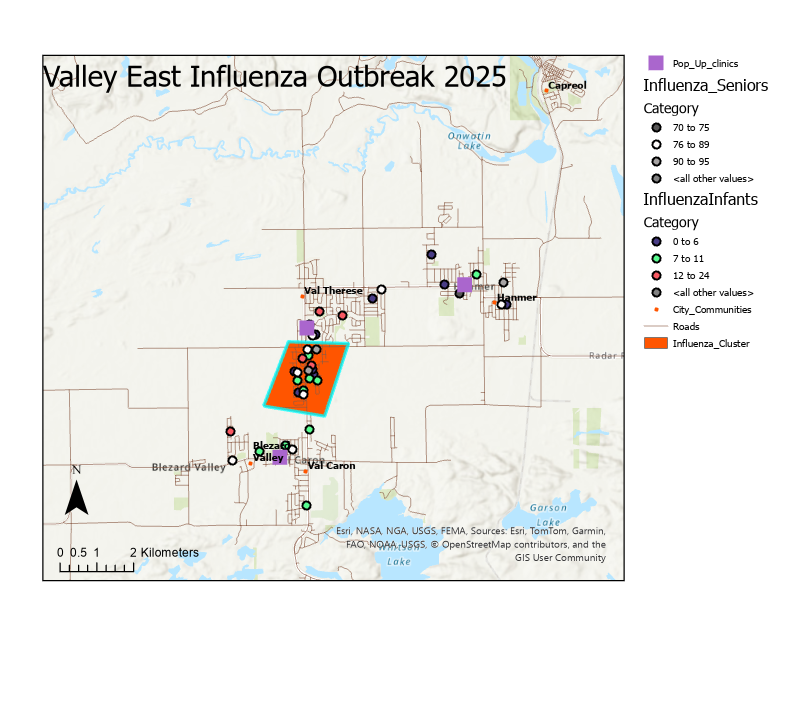 Valley East Influenza Outbreak 2025
Capreol
Onwatin
Lake
Val Therese
Hanmer
Radar
Blezard
Valley
Blezard Valley
Val Caron
N
Garson
Lake
Lake
0 0.5 1 2 Kilometers
Esri, NASA, NGA, USGS, FEMA, Sources: Esri, TomTom, Garmin,
FAO, NOAA, USGS, © OpenStreetMap contributors, and the
GIS User Community
Pop_Up_clinics
Influenza_Seniors
Category
70 to 75
76 to 89
90 to 95
<all other values>
InfluenzaInfants
Category
0 to 6
7 to 11
12 to 24
<all other values>
City_Communities
Roads
Influenza_Cluster